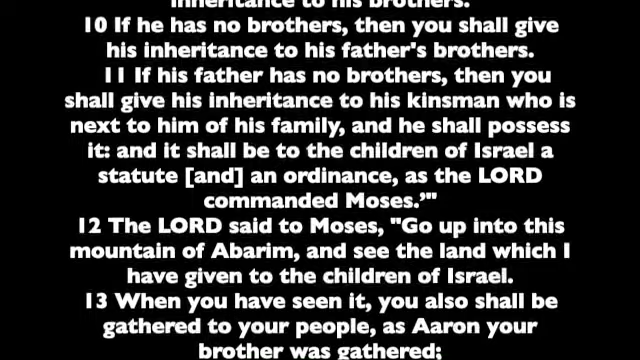 inheritance to his brothers.
10 If he has no brothers, then you shall give
his inheritance to his father's brothers.
11 If his father has no brothers, then you
shall give his inheritance to his kinsman who is
next to him of his family, and he shall possess
it: and it shall be to the children of Israel a
statute [and] an ordinance, as the LORD
commanded Moses.'"
12 The LORD said to Moses, "Go up into this
mountain of Abarim, and see the land which I
have given to the children of Israel.
13 When you have seen it, you also shall be
gathered to your people, as Aaron your
brother was gathered;